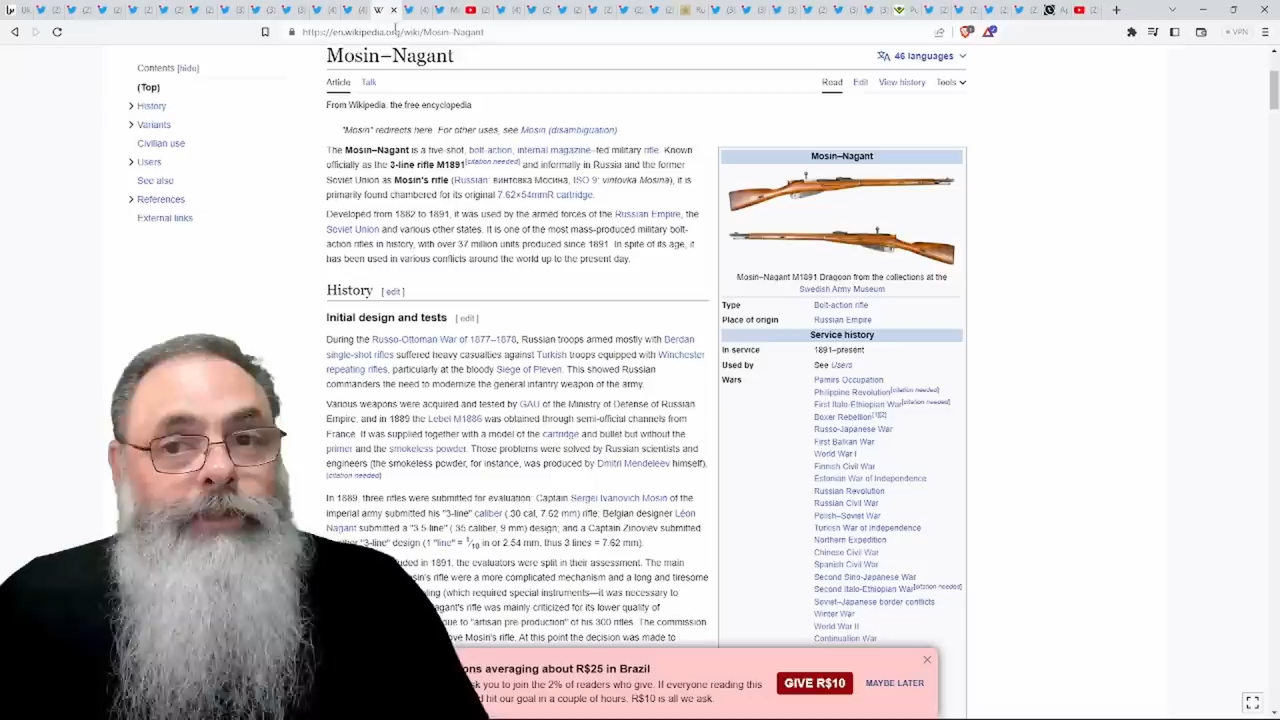 https://en.wikipedia.org/wiki/Mosin-Nagant
VPN
Contents [hide]
(Top)
History
Variants
Civilian use
Users
See also
References
External links
Mosin–Nagant
46 languages
Article Talk
Read Edit View history Tools
From Wikipedia, the free encyclopedia
"Mosin" redirects here. For other uses, see Mosin (disambiguation)
The Mosin–Nagant is a five-shot, bolt-action, internal magazine–fed military rifle. Known
officially as the 3-line rifle M1891[citation needed] and informally in Russia and the former
Soviet Union as Mosin's rifle (Russian: винтовка Мосина, ISO 9: vintovka Mosina), it is
primarily found chambered for its original 7.62×54mmR cartridge.
Developed from 1882 to 1891, it was used by the armed forces of the Russian Empire, the
Soviet Union and various other states. It is one of the most mass-produced military bolt-
action rifles in history, with over 37 million units produced since 1891. In spite of its age, it
has been used in various conflicts around the world up to the present day.
History [ edit ]
Initial design and tests [ edit ]
During the Russo-Ottoman War of 1877–1878, Russian troops armed mostly with Berdan
single-shot rifles suffered heavy casualties against Turkish troops equipped with Winchester
repeating rifles, particularly at the bloody Siege of Pleven. This showed Russian
commanders the need to modernize the general infantry weapon of the army.
Various weapons were acquired and tested by GAU of the Ministry of Defense of Russian
Empire, and in 1889 the Lebel M1886 was obtained through semi-official channels from
France. It was supplied together with a model of the cartridge and bullet but without the
primer and the smokeless powder. Those problems were solved by Russian scientists and
engineers (the smokeless powder, for instance, was produced by Dmitri Mendeleev himself).
[citation needed]
In 1889, three rifles were submitted for evaluation: Captain Sergei Ivanovich Mosin of the
imperial army submitted his "3-line" caliber (.30 cal, 7.62 mm) rifle; Belgian designer Léon
Nagant submitted a "3.5-line" (.35 caliber, 9 mm) design; and a Captain Zinoviev submitted
"3-line" design (1 "line" = 1⁄10 in or 2.54 mm, thus 3 lines = 7.62 mm).
in 1891, the evaluators were split in their assessment. The main
rifle were a more complicated mechanism and a long and tiresome
(which required special instruments—it was necessary to
rifle was mainly criticized for its lower quality of
to "artisan pre-production" of his 300 rifles. The commission
Mosin's rifle. At this point the decision was made to
Mosin–Nagant
Mosin–Nagant M1891 Dragoon from the collections at the
Swedish Army Museum
Type Bolt-action rifle
Place of origin Russian Empire
Service history
In service 1891–present
Used by See Users
Wars Pamirs Occupation
Philippine Revolution[citation needed]
First Italo-Ethiopian War[citation needed]
Boxer Rebellion[1][2]
Russo-Japanese War
First Balkan War
World War I
Finnish Civil War
Estonian War of Independence
Russian Revolution
Russian Civil War
Polish–Soviet War
Turkish War of Independence
Northern Expedition
Chinese Civil War
Spanish Civil War
Second Sino-Japanese War
Second Italo-Ethiopian War[citation needed]
Soviet–Japanese border conflicts
Winter War
World War II
Continuation War
averaging about R$25 in Brazil
you to join the 2% of readers who give. If everyone reading this
hit our goal in a couple of hours. R$10 is all we ask.
GIVE R$10
MAYBE LATER